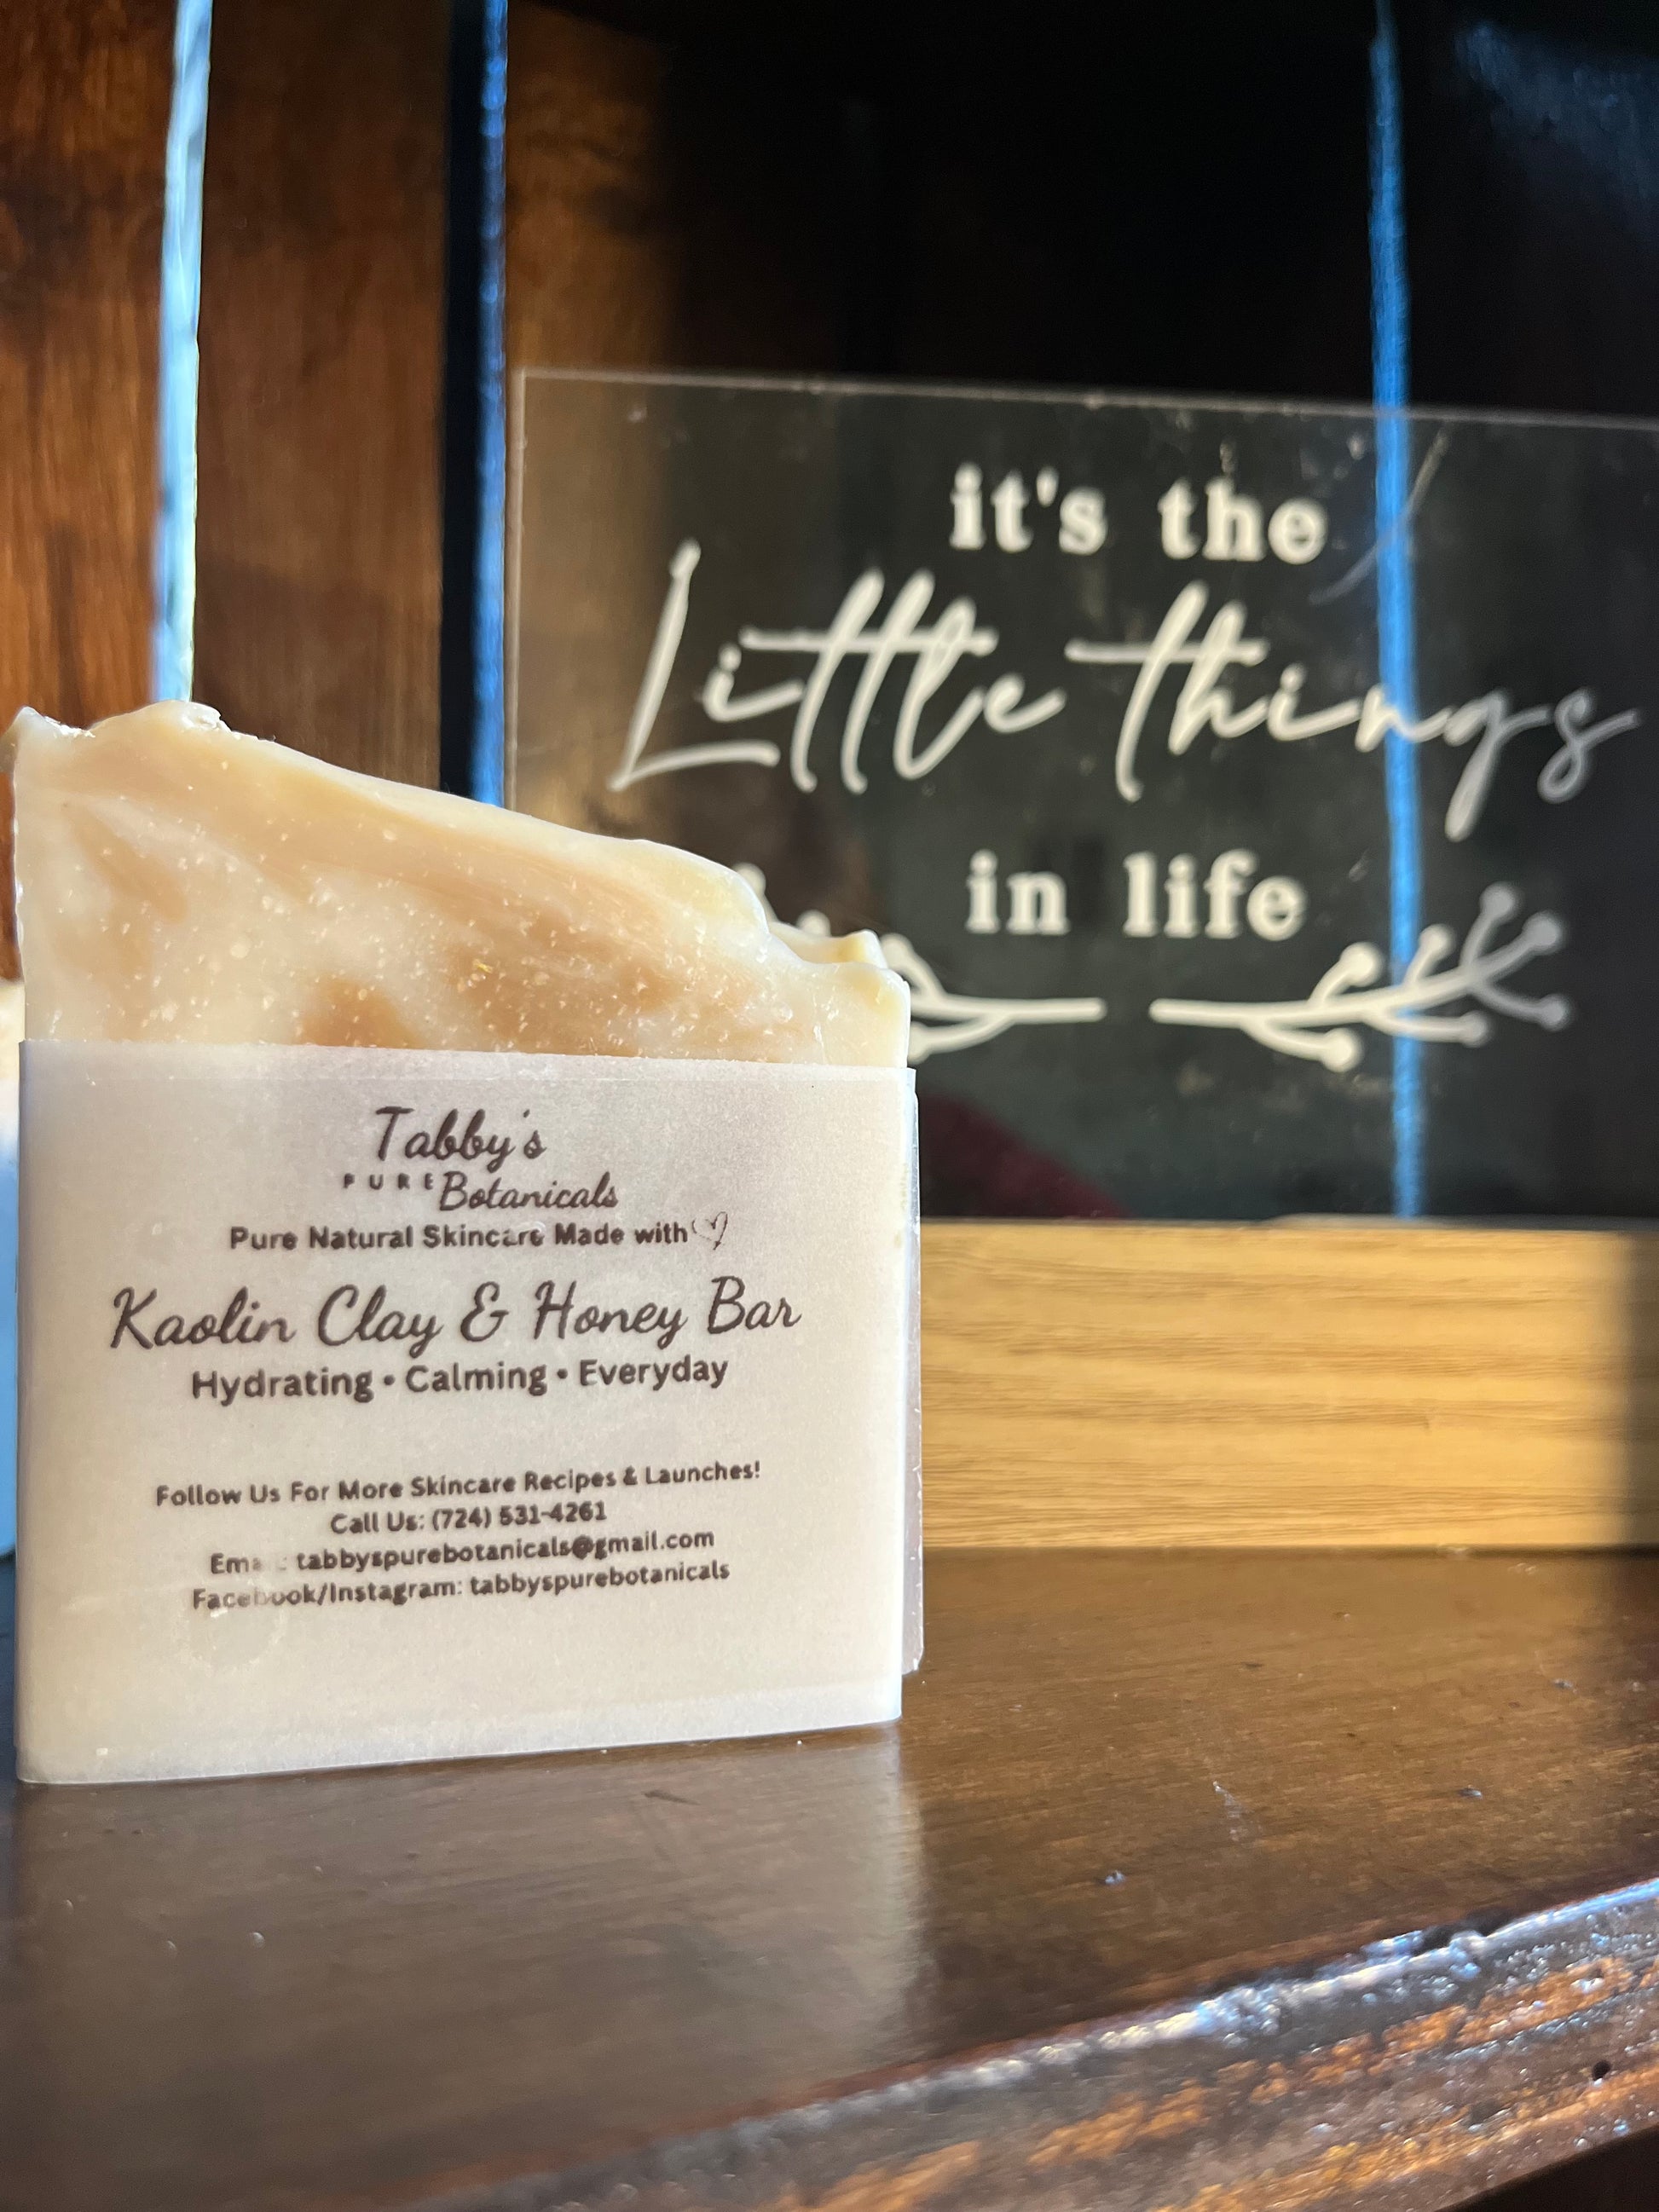 it's the
Little things
in life
Tabby's
PURE Botanicals
Pure Natural Skincare Made with
Kaolin Clay & Honey Bar
Hydrating • Calming • Everyday
Follow Us For More Skincare Recipes & Launches!
Call Us: (724) 531-4261
Email: tabbyspurebotanicals@gmail.com
Facebook/Instagram: tabbyspurebotanicals